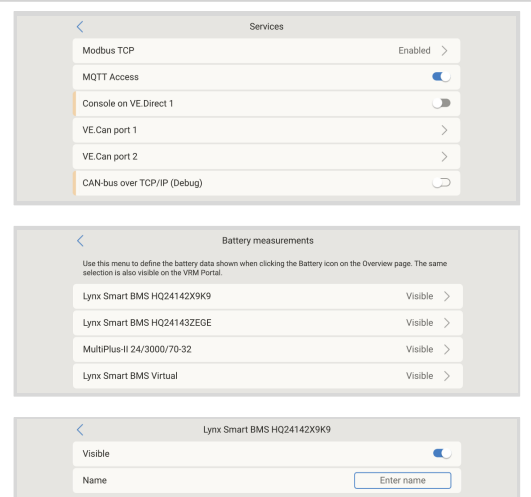 Services
Modbus TCP Enabled
MQTT Access
Console on VE.Direct 1
VE.Can port 1
VE.Can port 2
CAN-bus over TCP/IP (Debug)
Battery measurements
Use this menu to define the battery data shown when clicking the Battery icon on the Overview page. The same
selection is also visible on the VRM Portal.
Lynx Smart BMS HQ24142X9K9 Visible
Lynx Smart BMS HQ24143ZEGE Visible
MultiPlus-II 24/3000/70-32 Visible
Lynx Smart BMS Virtual Visible
Lynx Smart BMS HQ24142X9K9
Visible
Name Enter name